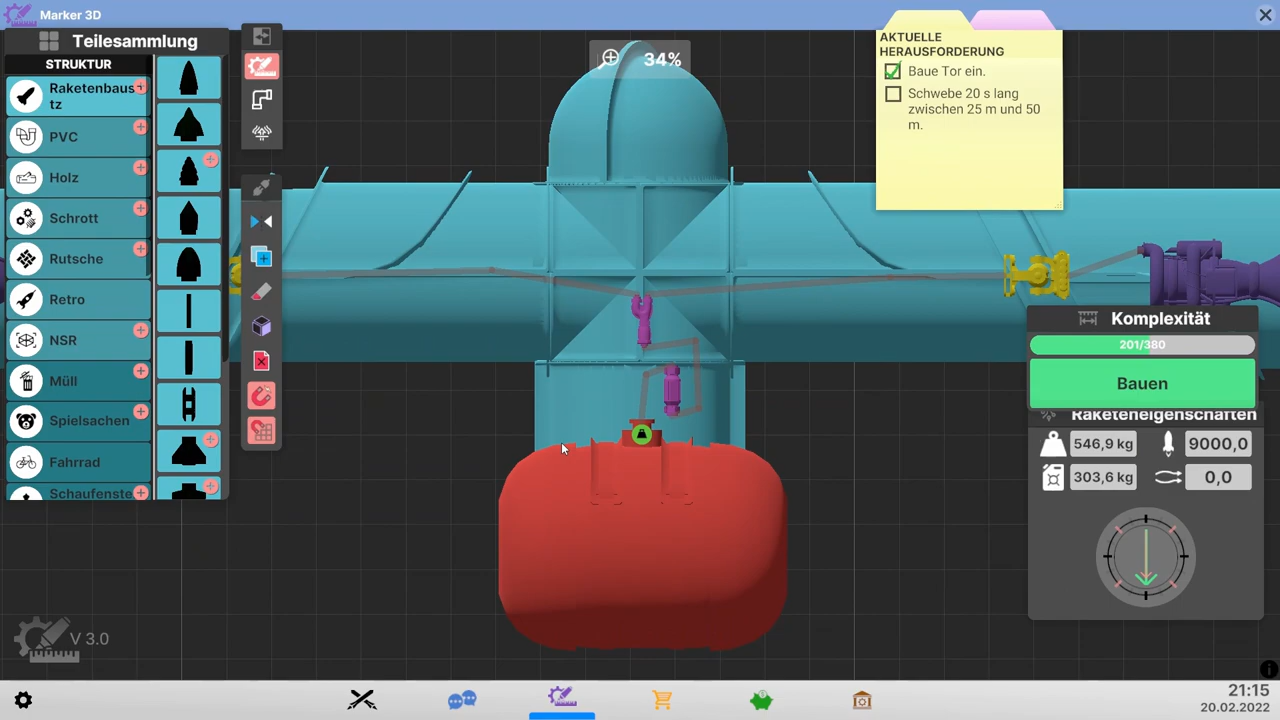 Marker 3D
Teilesammlung
STRUKTUR
Raketenbaus
tz
PVC
Holz
Schrott
Rutsche
Retro
NSR
Müll
Spielsachen
Fahrrad
Schaufenste
34%
AKTUELLE
HERAUSFORDERUNG
Baue Tor ein.
Schwebe 20 s lang
zwischen 25 m und 50
m.
Komplexität
201/380
Bauen
Raketeneigenschaften
546,9 kg
9000,0
303,6 kg
0,0
V 3.0
21:15
20.02.2022